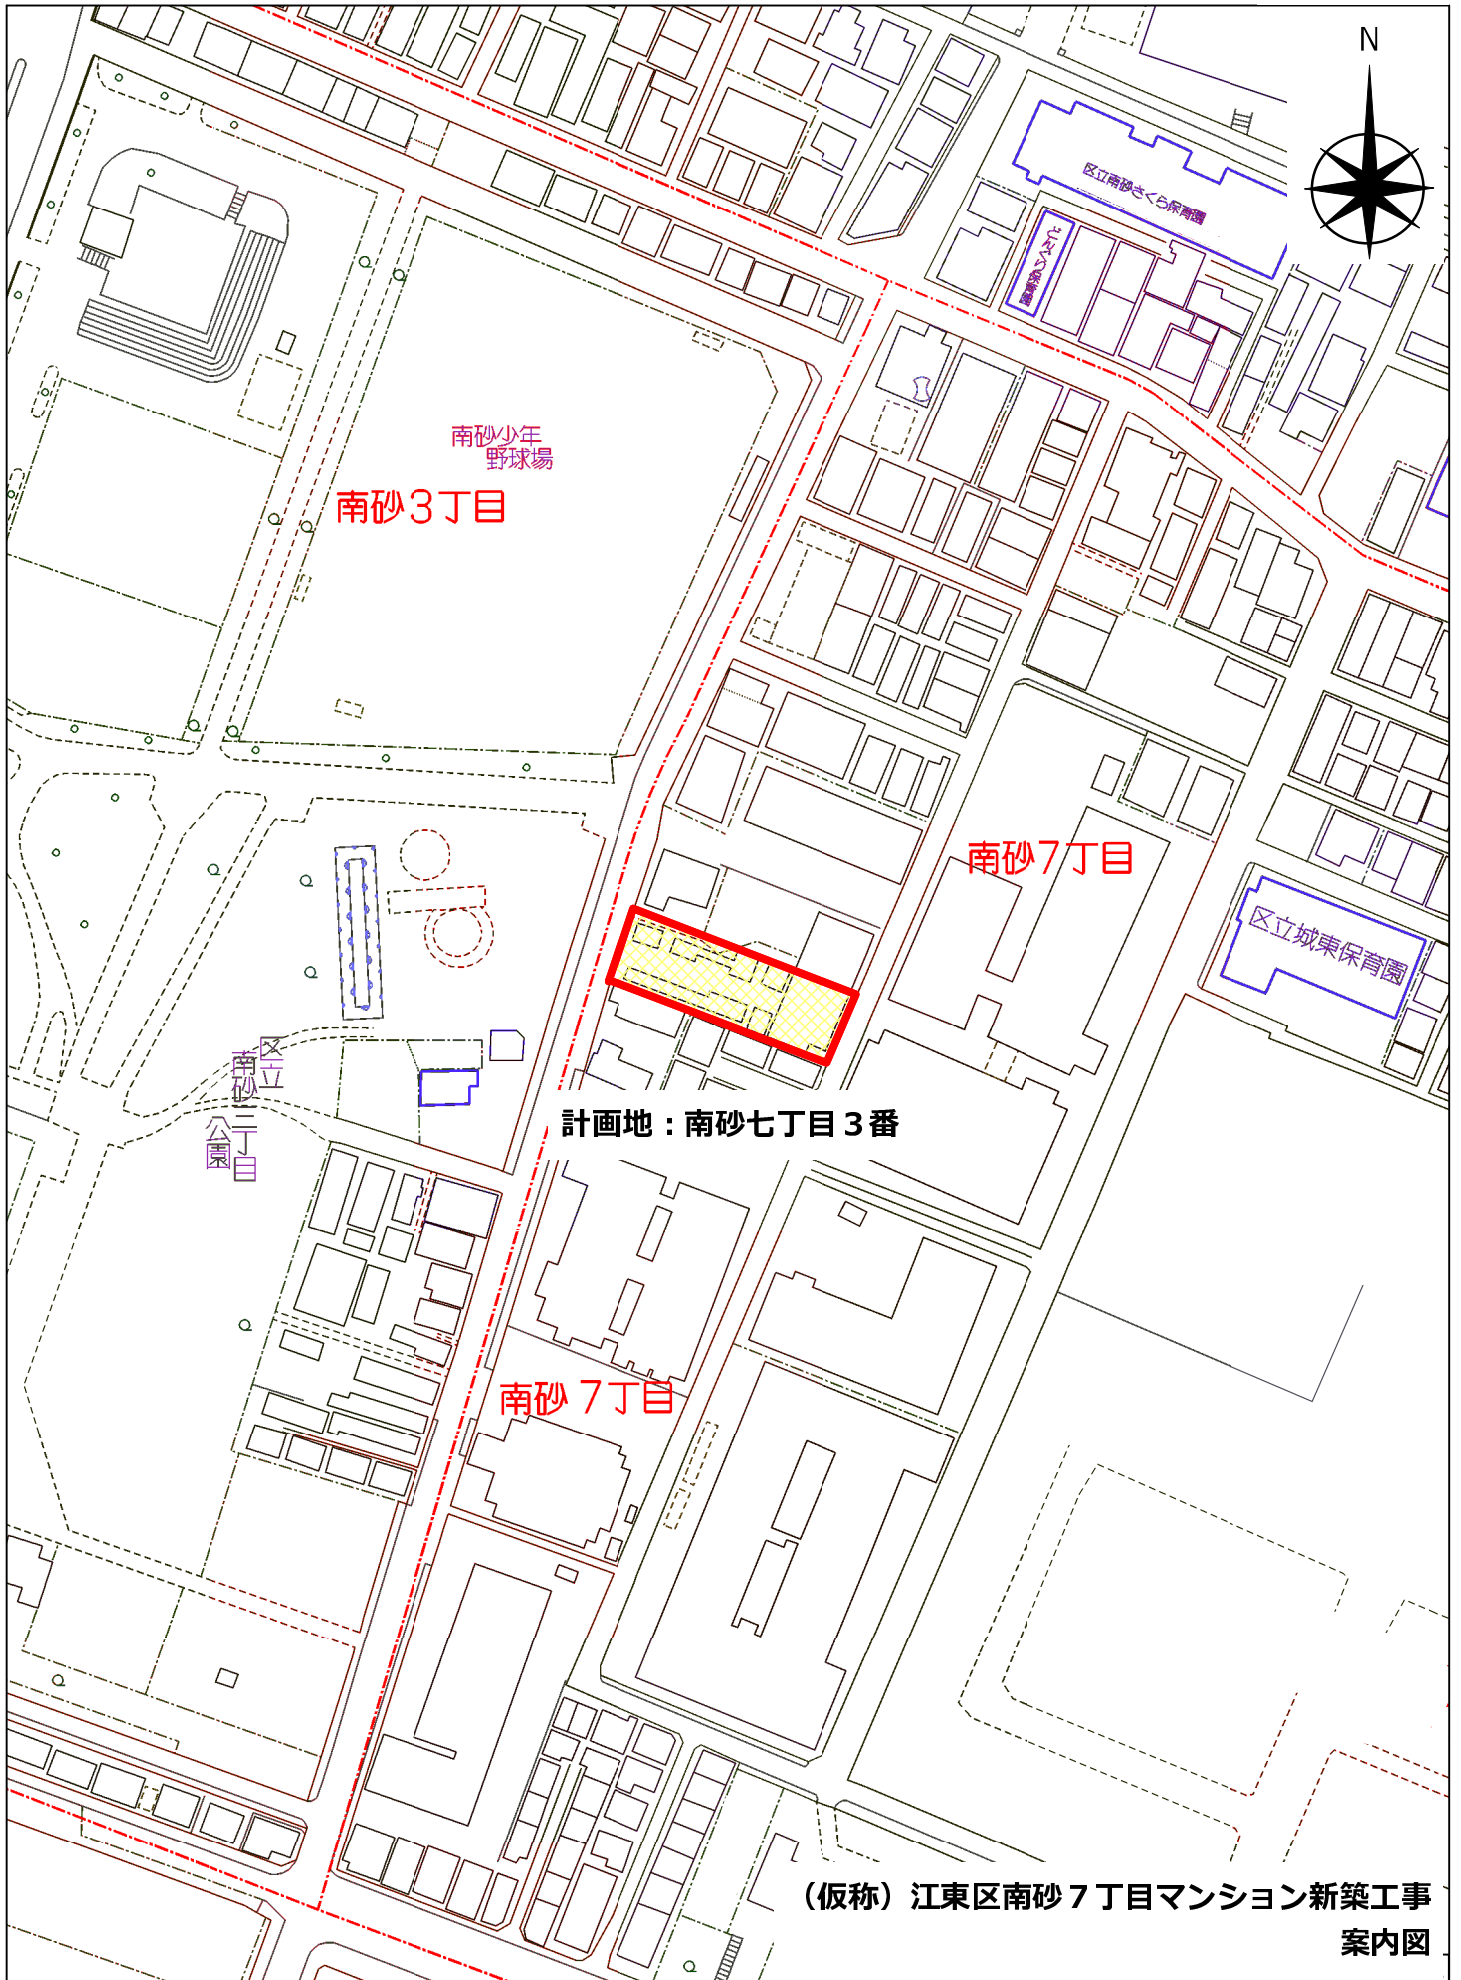 N
区立南砂さくら保育園
どんぐり保育園
南砂少年
野球場
南砂3丁目
南砂7丁目
区立城東保育園
区立
南砂三丁目
公園
計画地：南砂七丁目３番
南砂7丁目
（仮称）江東区南砂７丁目マンション新築工事
案内図